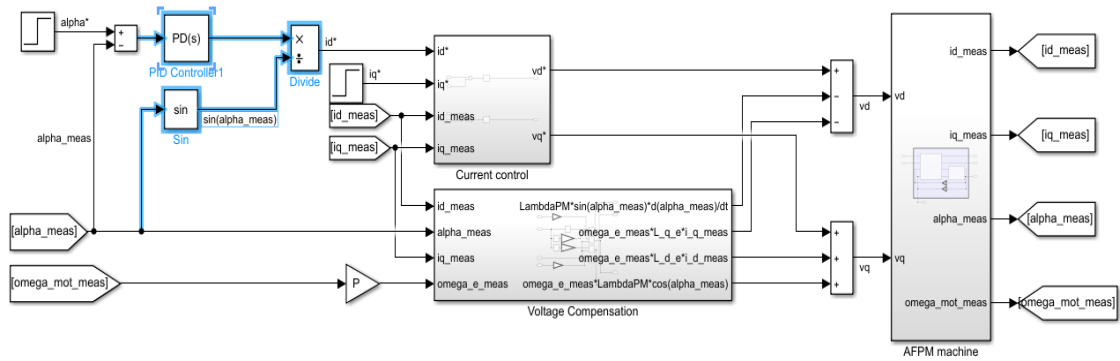 alpha*
+
−
PD(s)
PID Controller1
×
÷
Divide
id*
sin
Sin
sin(alpha_meas)
alpha_meas
iq*
[id_meas]
[iq_meas]
id*
iq*
id_meas
iq_meas
vd*
vq*
Current control
[alpha_meas]
[omega_mot_meas]
P
id_meas
alpha_meas
iq_meas
omega_e_meas
LambdaPM*sin(alpha_meas)*d(alpha_meas)/dt
omega_e_meas*L_q_e*i_q_meas
omega_e_meas*L_d_e*i_d_meas
omega_e_meas*LambdaPM*cos(alpha_meas)
Voltage Compensation
+
−
−
vd
+
+
+
vq
vd
vq
id_meas
iq_meas
alpha_meas
omega_mot_meas
AFPM machine
[id_meas]
[iq_meas]
[alpha_meas]
[omega_mot_meas]